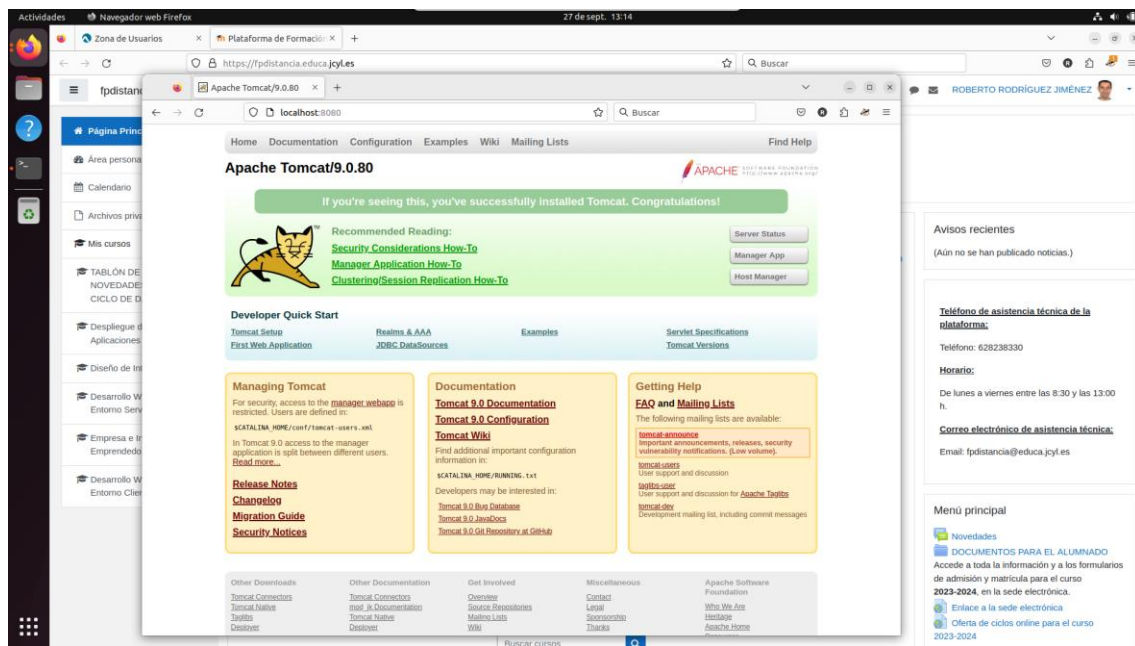 Actividades
Navegador web Firefox
27 de sept. 13:14
Zona de Usuarios
Plataforma de Formación
https://fpdistancia.educa.jcyl.es
Buscar
fpdistanc
ROBERTO RODRÍGUEZ JIMÉNEZ
Página Princ
Área persona
Calendario
Archivos priva
Mis cursos
TABLÓN DE
NOVEDADE
CICLO DE D
Despliegue d
Aplicaciones
Diseño de Int
Desarrollo W
Entorno Serv
Empresa e In
Emprendedo
Desarrollo W
Entorno Clien
Apache Tomcat/9.0.80
localhost:8080
Buscar
Home Documentation Configuration Examples Wiki Mailing Lists Find Help
Apache Tomcat/9.0.80
APACHE SOFTWARE FOUNDATION
http://www.apache.org/
If you're seeing this, you've successfully installed Tomcat. Congratulations!
TM
Recommended Reading:
Security Considerations How-To
Manager Application How-To
Clustering/Session Replication How-To
Server Status
Manager App
Host Manager
Developer Quick Start
Tomcat Setup
First Web Application
Realms & AAA
JDBC DataSources
Examples
Servlet Specifications
Tomcat Versions
Managing Tomcat
For security, access to the manager webapp is
restricted. Users are defined in:
$CATALINA_HOME/conf/tomcat-users.xml
In Tomcat 9.0 access to the manager
application is split between different users.
Read more...
Release Notes
Changelog
Migration Guide
Security Notices
Documentation
Tomcat 9.0 Documentation
Tomcat 9.0 Configuration
Tomcat Wiki
Find additional important configuration
information in:
$CATALINA_HOME/RUNNING.txt
Developers may be interested in:
Tomcat 9.0 Bug Database
Tomcat 9.0 JavaDocs
Tomcat 9.0 Git Repository at GitHub
Getting Help
FAQ and Mailing Lists
The following mailing lists are available:
tomcat-announce
Important announcements, releases, security
vulnerability notifications. (Low volume).
tomcat-users
User support and discussion
taglibs-user
User support and discussion for Apache Taglibs
tomcat-dev
Development mailing list, including commit messages
Other Downloads
Tomcat Connectors
Tomcat Native
Taglibs
Deployer
Other Documentation
Tomcat Connectors
mod_jk Documentation
Tomcat Native
Deployer
Get Involved
Overview
Source Repositories
Mailing Lists
Wiki
Miscellaneous
Contact
Legal
Sponsorship
Thanks
Apache Software
Foundation
Who We Are
Heritage
Apache Home
Buscar cursos
Avisos recientes
(Aún no se han publicado noticias.)
Teléfono de asistencia técnica de la
plataforma:
Teléfono: 628238330
Horario:
De lunes a viernes entre las 8:30 y las 13:00
h.
Correo electrónico de asistencia técnica:
Email: fpdistancia@educa.jcyl.es
Menú principal
Novedades
DOCUMENTOS PARA EL ALUMNADO
Accede a toda la información y a los formularios
de admisión y matrícula para el curso
2023-2024, en la sede electrónica.
Enlace a la sede electrónica
Oferta de ciclos online para el curso
2023-2024